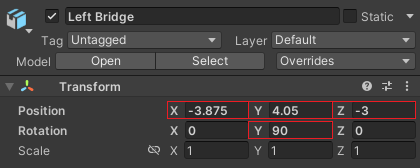 Left Bridge Static
Tag Untagged Layer Default
Model Open Select Overrides
Transform
Position X -3.875 Y 4.05 Z -3
Rotation X 0 Y 90 Z 0
Scale X 1 Y 1 Z 1